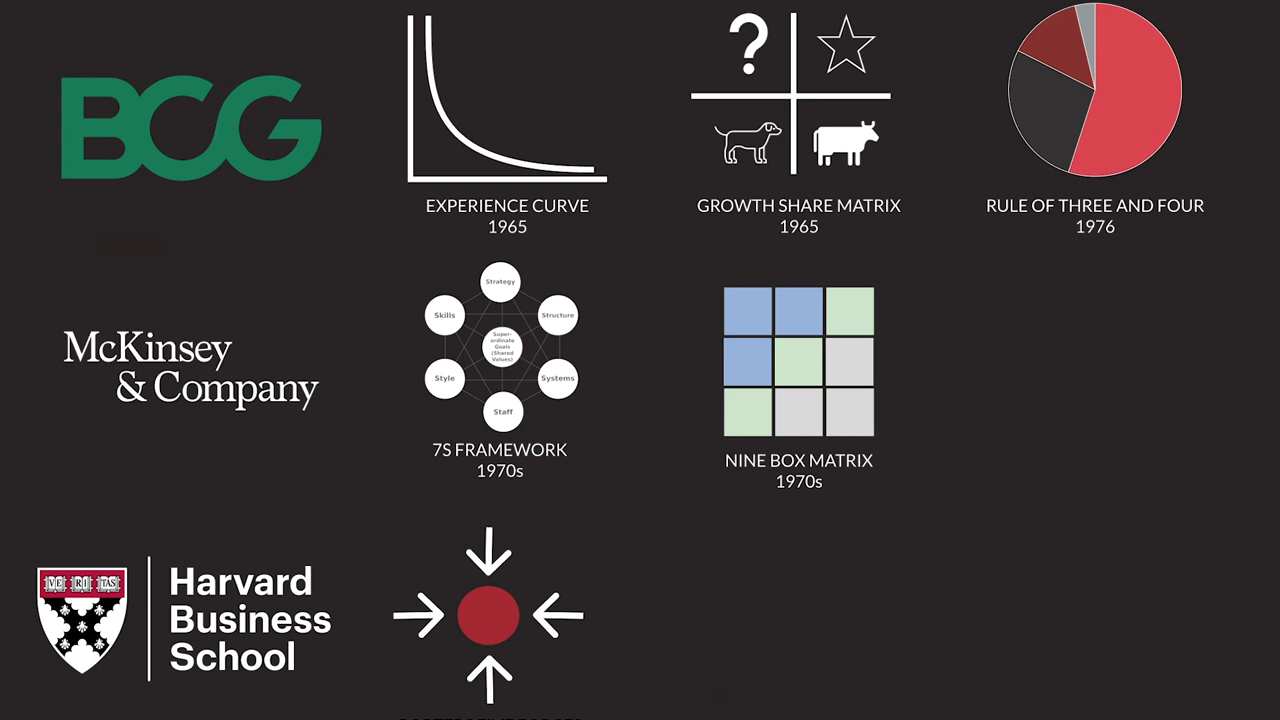 BCG
?
EXPERIENCE CURVE
1965
GROWTH SHARE MATRIX
1965
RULE OF THREE AND FOUR
1976
McKinsey
& Company
Strategy
Skills
Structure
Super-
ordinate
Goals
(Shared
Values)
Style
Systems
Staff
7S FRAMEWORK
1970s
NINE BOX MATRIX
1970s
VE RI TAS
Harvard
Business
School